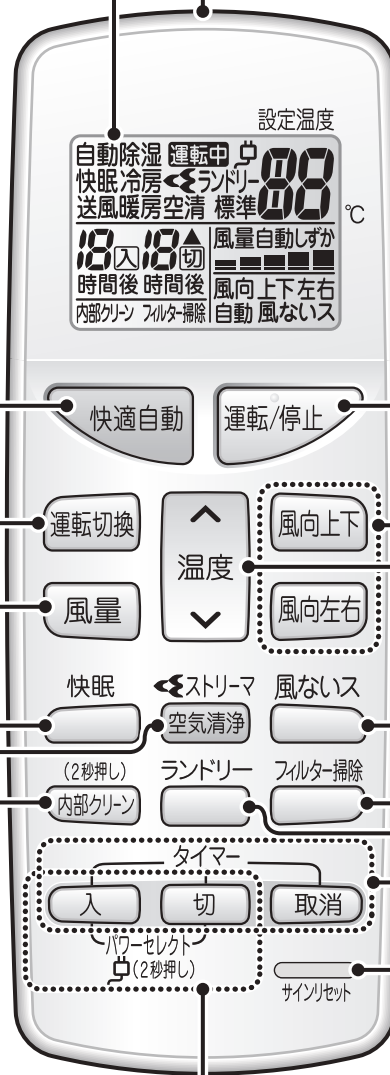 設定温度
自動除湿 運転中 88
快眠冷房 ランドリー ℃
送風暖房空清 標準
18入 18切 風量自動しずか
時間後 時間後 風向 上下左右
内部クリーン フィルター掃除 自動 風ないス
快適自動 運転/停止
運転切換 温度 風向上下
風量 風向左右
快眠 ストリーマ 風ないス
空気清浄
(2秒押し) ランドリー フィルター掃除
内部クリーン
タイマー
入 切 取消
パワーセレクト
(2秒押し)
サインリセット